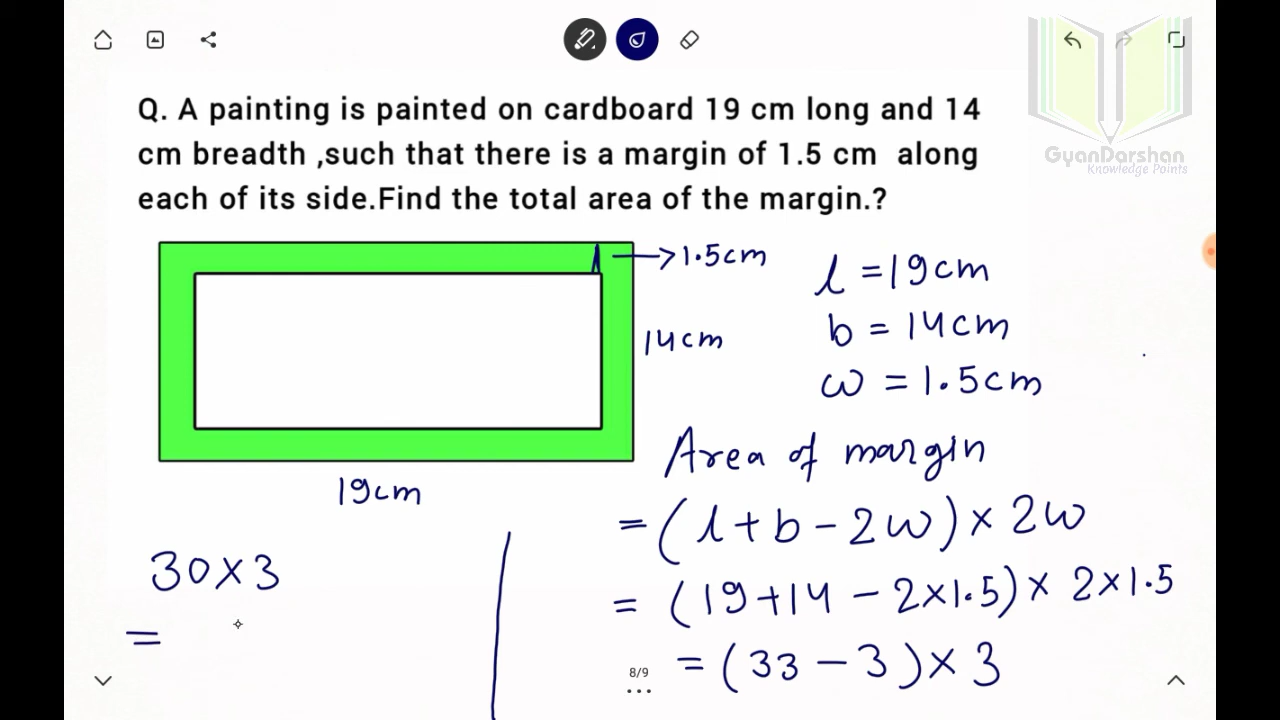 Q. A painting is painted on cardboard 19 cm long and 14
cm breadth ,such that there is a margin of 1.5 cm along
each of its side.Find the total area of the margin.?
GyanDarshan
Knowledge Points
→1.5cm
14cm
19cm
l = 19cm
b = 14cm
w = 1.5cm
Area of margin
= (l + b - 2w) × 2w
= (19+14 - 2×1.5) × 2×1.5
= (33 - 3) × 3
30×3
=
8/9